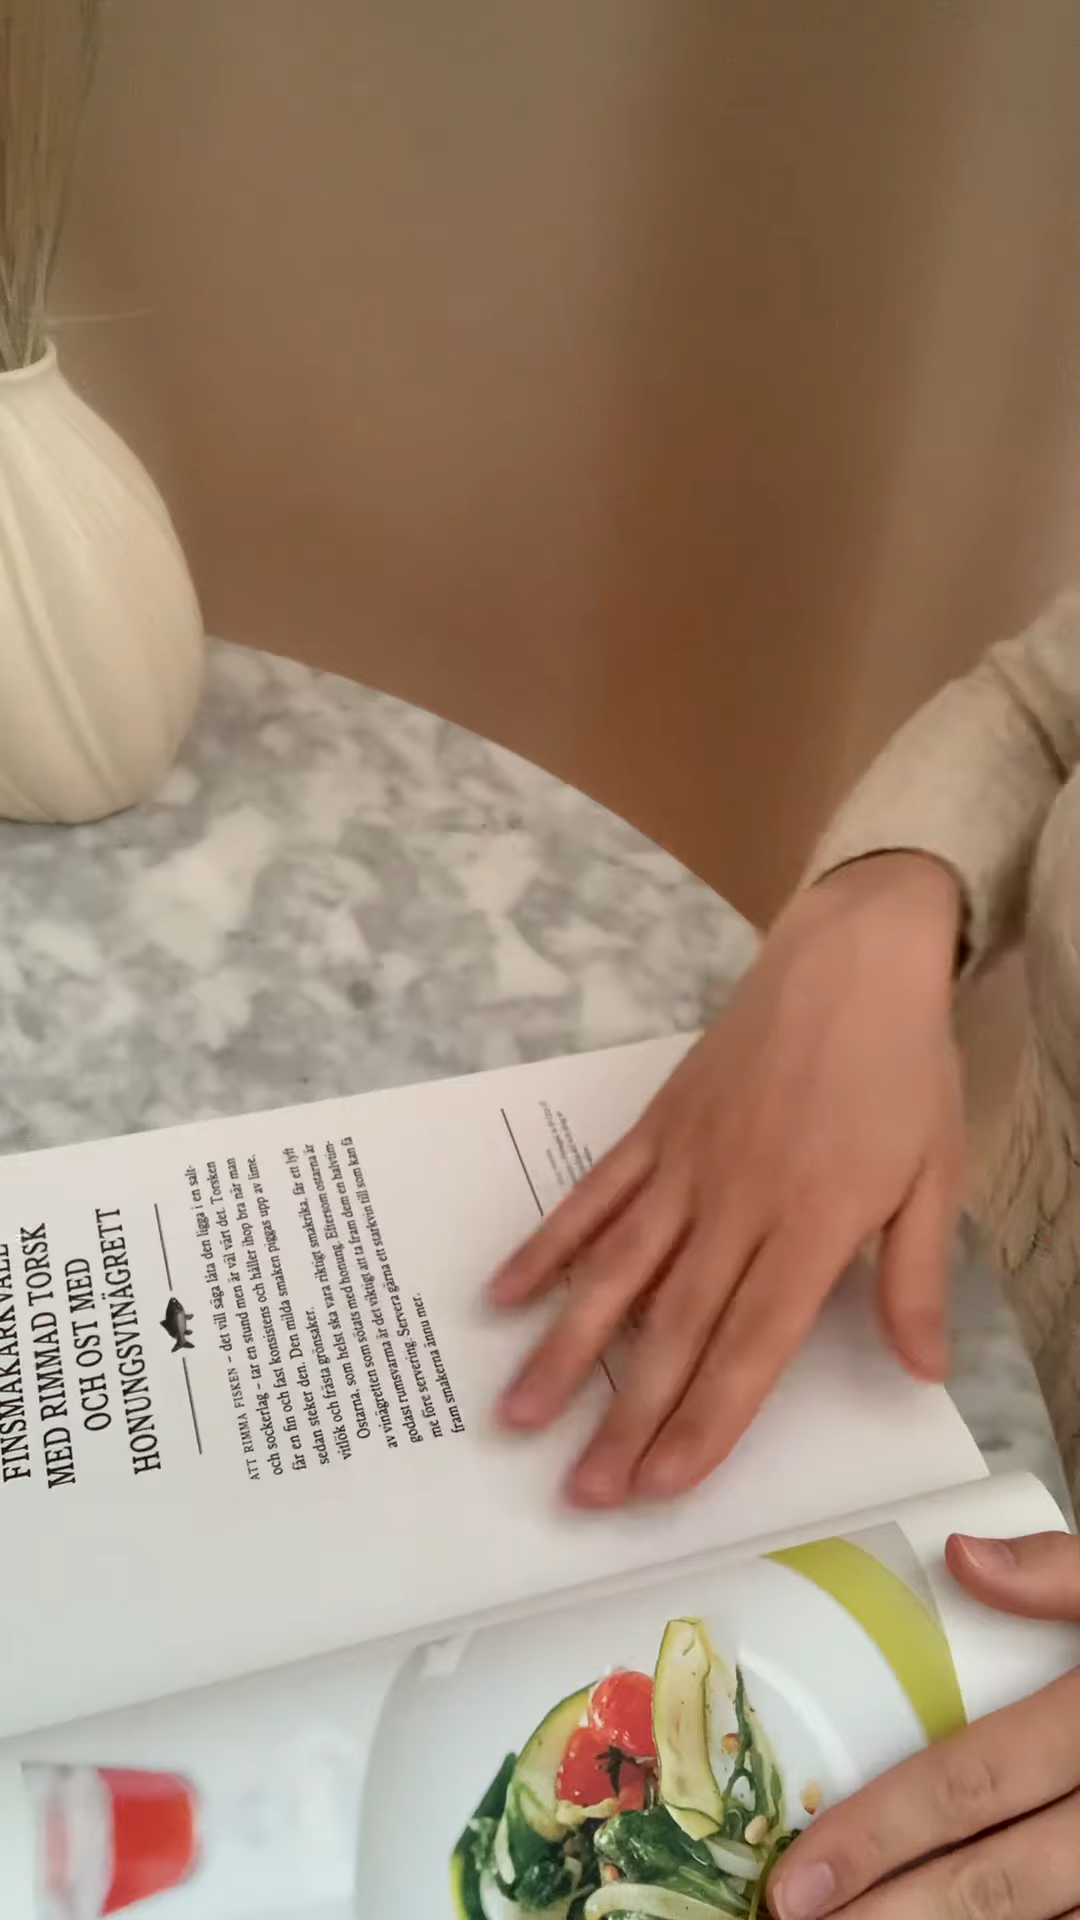 FINSMAKARKVÄLL
MED RIMMAD TORSK
OCH OST MED
HONUNGSVINÄGRETT
ATT RIMMA FISKEN – det vill säga låta den ligga i en salt-
och sockerlag – tar en stund men är väl värt det. Torsken
får en fin och fast konsistens och håller ihop bra när man
sedan steker den. Den milda smaken piggas upp av lime,
vitlök och frästa grönsaker.
Ostarna, som helst ska vara riktigt smakrika, får ett lyft
av vinägretten som sötats med honung. Eftersom ostarna är
godast rumsvarma är det viktigt att ta fram dem en halvtim-
me före servering. Servera gärna ett starkvin till som kan få
fram smakerna ännu mer.